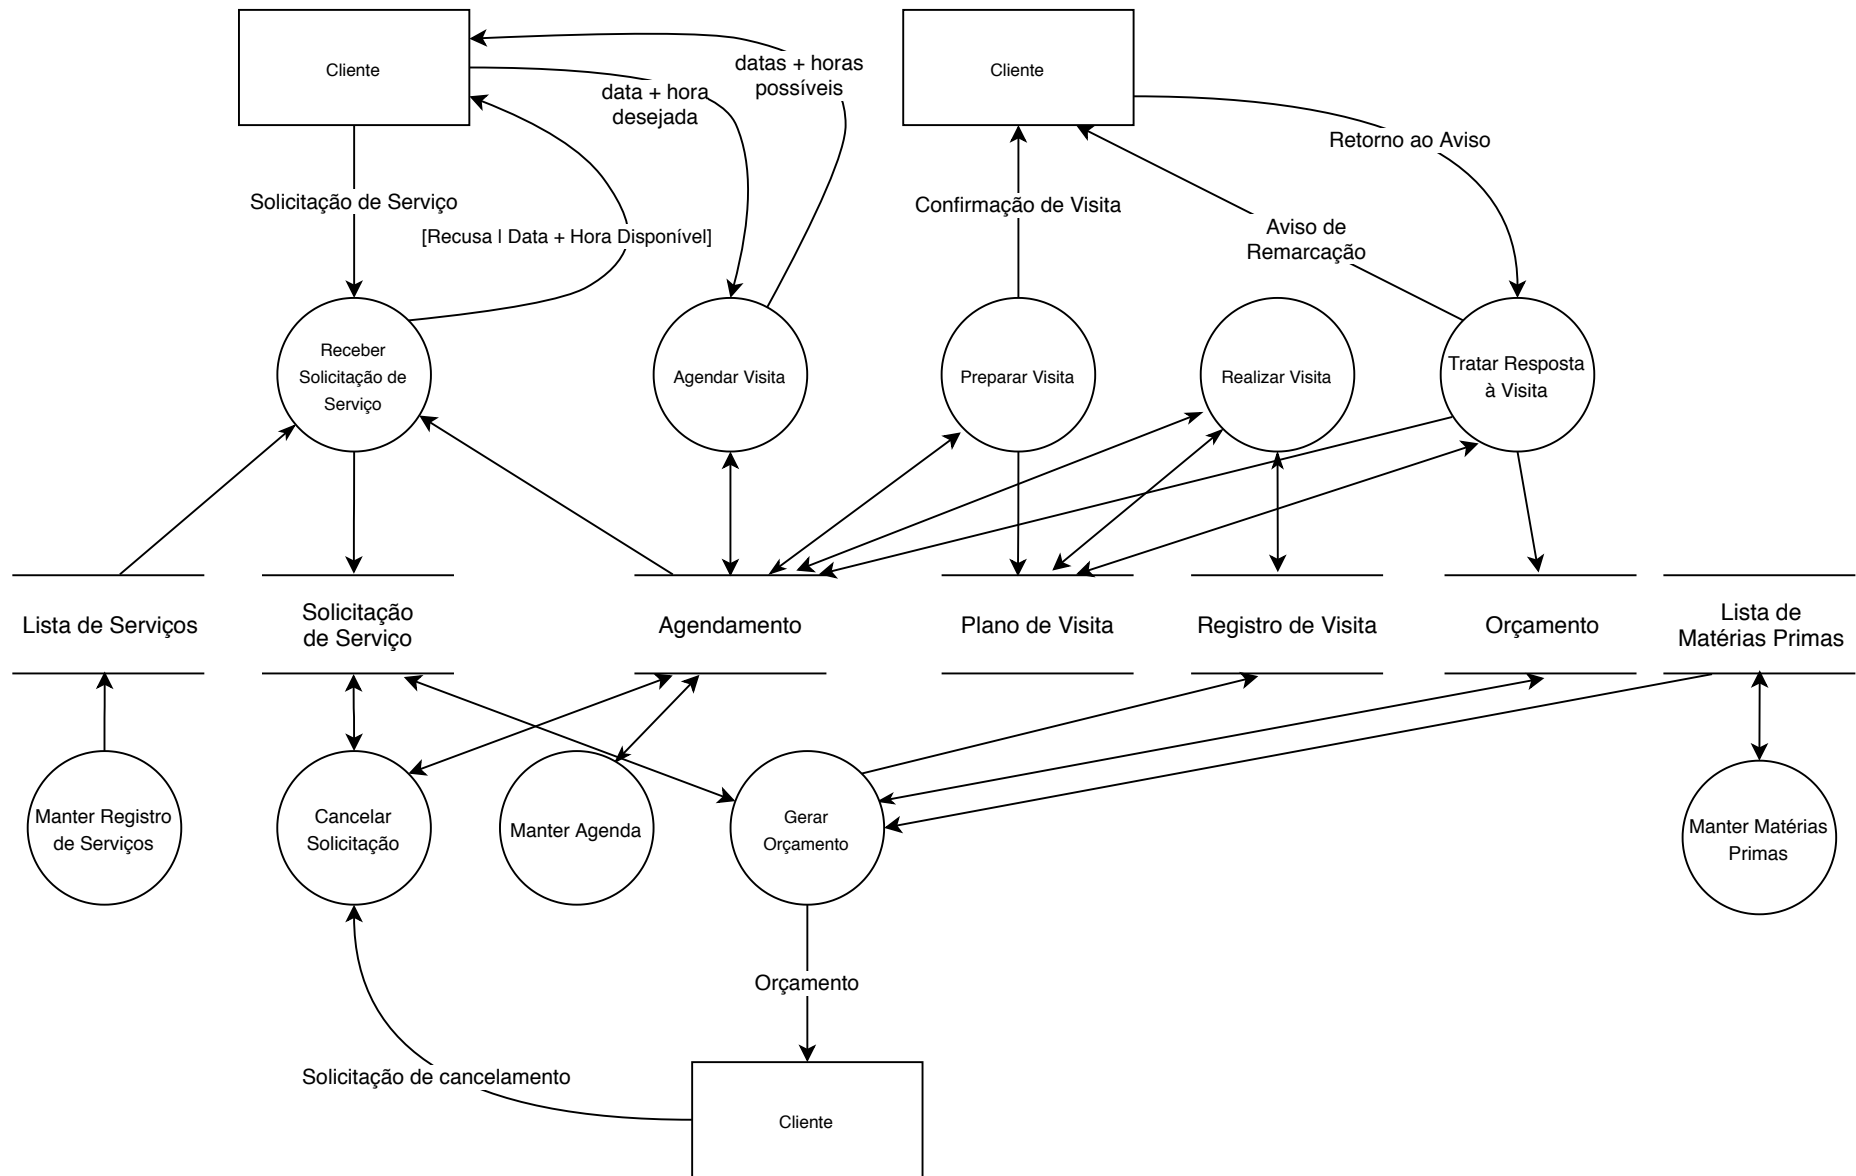 Cliente
datas + horas
possíveis
data + hora
desejada
Cliente
Retorno ao Aviso
Solicitação de Serviço
[Recusa | Data + Hora Disponível]
Confirmação de Visita
Aviso de
Remarcação
Receber
Solicitação de
Serviço
Agendar Visita
Preparar Visita
Realizar Visita
Tratar Resposta
à Visita
Lista de Serviços
Solicitação
de Serviço
Agendamento
Plano de Visita
Registro de Visita
Orçamento
Lista de
Matérias Primas
Manter Registro
de Serviços
Cancelar
Solicitação
Manter Agenda
Gerar
Orçamento
Manter Matérias
Primas
Orçamento
Solicitação de cancelamento
Cliente